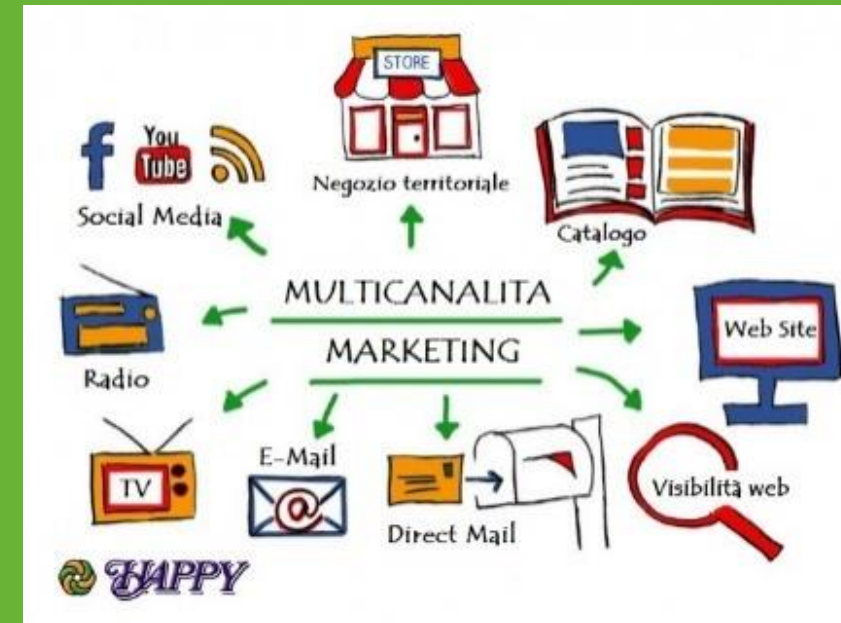 STORE
You
Tube
Negozio territoriale
Social Media
Catalogo
MULTICANALITA
MARKETING
Web Site
Radio
E-Mail
TV
@
Visibilità web
Direct Mail
HAPPY